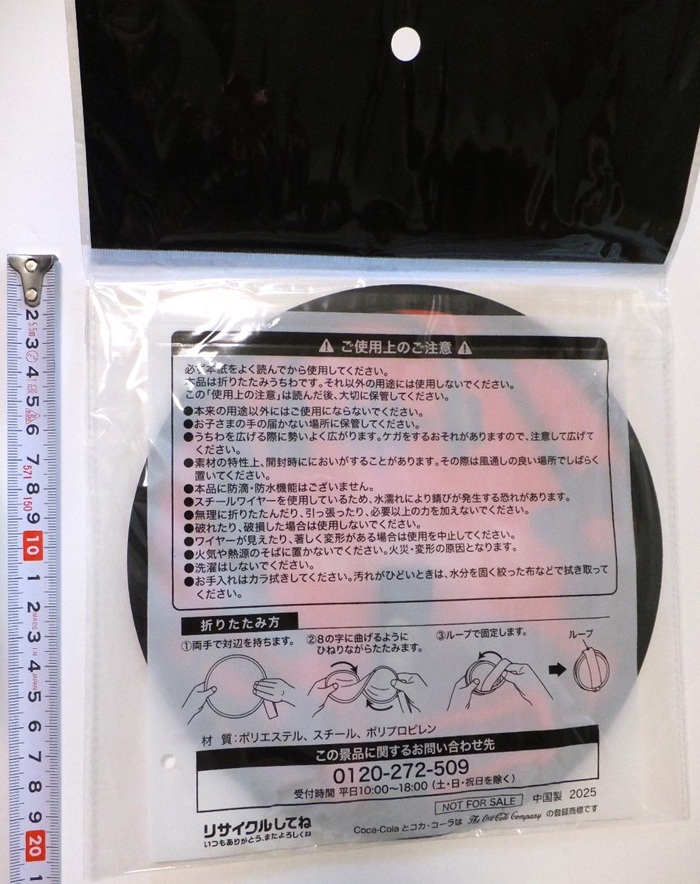 ⚠ ご使用上のご注意 ⚠
必ず本紙をよく読んでから使用してください。
本品は折りたたみうちわです。それ以外の用途には使用しないでください。
この「使用上の注意」は読んだ後、大切に保管してください。
●本来の用途以外にはご使用にならないでください。
●お子さまの手の届かない場所に保管してください。
●うちわを広げる際に勢いよく広がります。ケガをするおそれがありますので、注意して広げて
ください。
●素材の特性上、開封時ににおいがすることがあります。その際は風通しの良い場所でしばらく
置いてください。
●本品に防滴・防水機能はございません。
●スチールワイヤーを使用しているため、水濡れにより錆びが発生する恐れがあります。
●無理に折りたたんだり、引っ張ったり、必要以上の力を加えないでください。
●破れたり、破損した場合は使用しないでください。
●ワイヤーが見えたり、著しく変形がある場合は使用を中止してください。
●火気や熱源のそばに置かないでください。火災・変形の原因となります。
●洗濯はしないでください。
●お手入れはカラ拭きしてください。汚れがひどいときは、水分を固く絞った布などで拭き取って
ください。
折りたたみ方
①両手で対辺を持ちます。
②8の字に曲げるように
ひねりながらたたみます。
③ループで固定します。
ループ
材 質:ポリエステル、スチール、ポリプロピレン
この景品に関するお問い合わせ先
0120-272-509
受付時間 平日10:00〜18:00（土・日・祝日を除く）
NOT FOR SALE 中国製 2025
リサイクルしてね
いつもありがとう、またよろしくね
Coca-Colaとコカ・コーラは The Coca-Cola Company の登録商標です
2
3
4
5
6
7
8
9
10
1
2
3
4
5
6
7
8
9
20
1
5.5m
571
150
MADE IN JAPAN